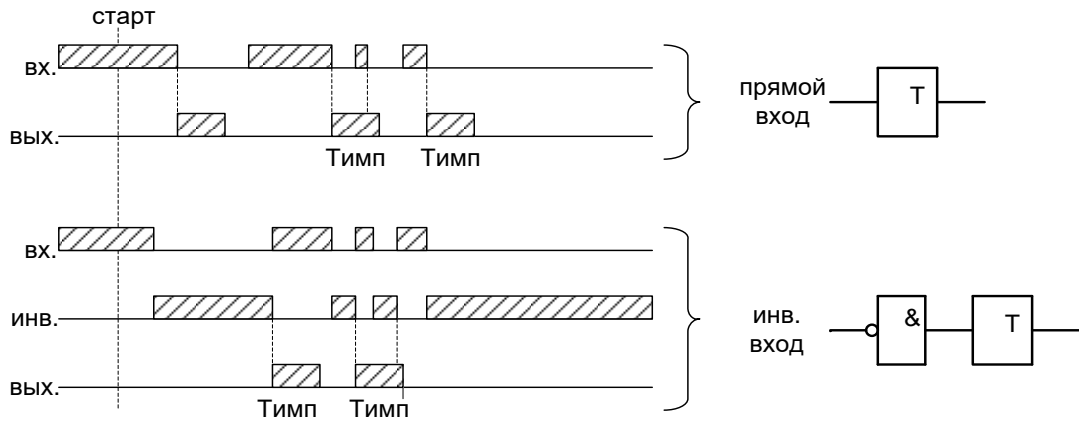 старт
вх.
вых.
Тимп
Тимп
прямой
вход
Т
вх.
инв.
вых.
Тимп
Тимп
инв.
вход
&
Т